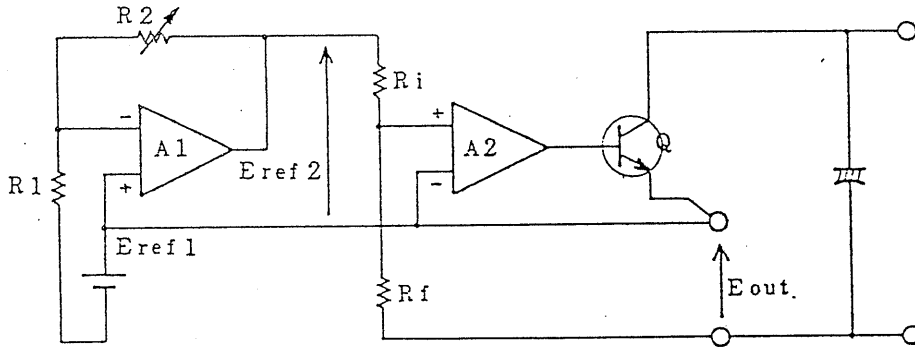 R2
Ri
-
A1
+
R1
Eref2
Eref1
+
A2
-
Q
Rf
Eout.